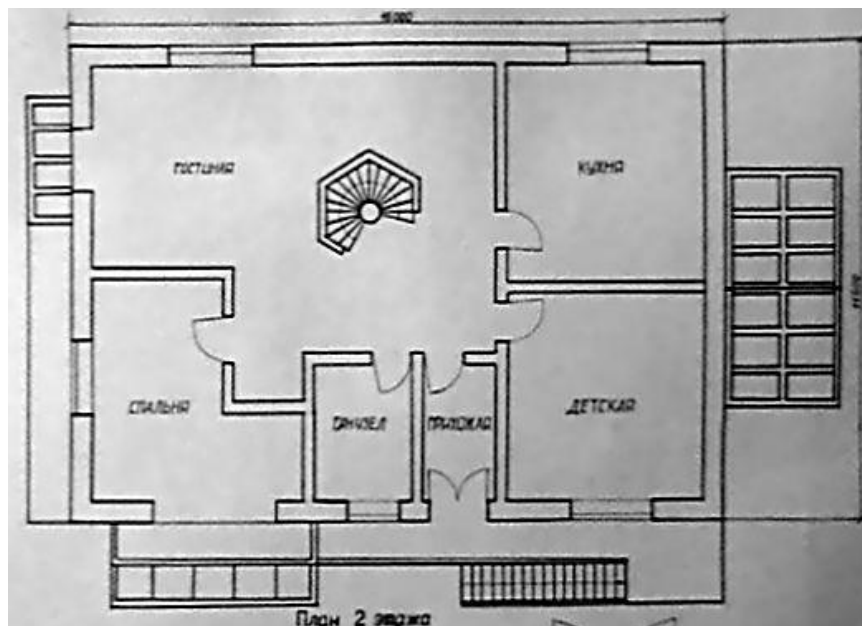 гостиная
кухня
спальня
санузел
прихожая
детская
План 2 этажа